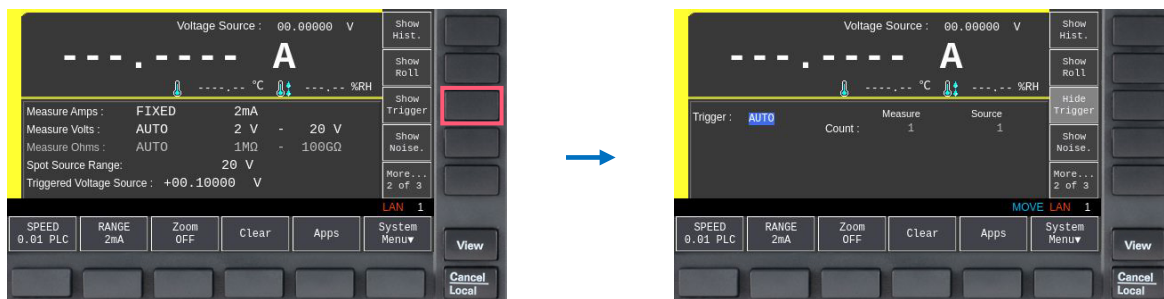 Voltage Source : 00.00000 V
---.---- A
----.-- °C ---.-- %RH
Measure Amps : FIXED 2mA
Measure Volts : AUTO 2 V - 20 V
Measure Ohms : AUTO 1MΩ - 100GΩ
Spot Source Range: 20 V
Triggered Voltage Source : +00.10000 V
Show
Hist.
Show
Roll
Show
Trigger
Show
Noise.
More...
2 of 3
LAN 1
SPEED
0.01 PLC
RANGE
2mA
Zoom
OFF
Clear
Apps
System
Menu▼
View
Cancel
Local
Voltage Source : 00.00000 V
---.---- A
----.-- °C ---.-- %RH
Trigger : AUTO
Measure Source
Count : 1 1
Show
Hist.
Show
Roll
Hide
Trigger
Show
Noise.
More...
2 of 3
MOVE LAN 1
SPEED
0.01 PLC
RANGE
2mA
Zoom
OFF
Clear
Apps
System
Menu▼
View
Cancel
Local